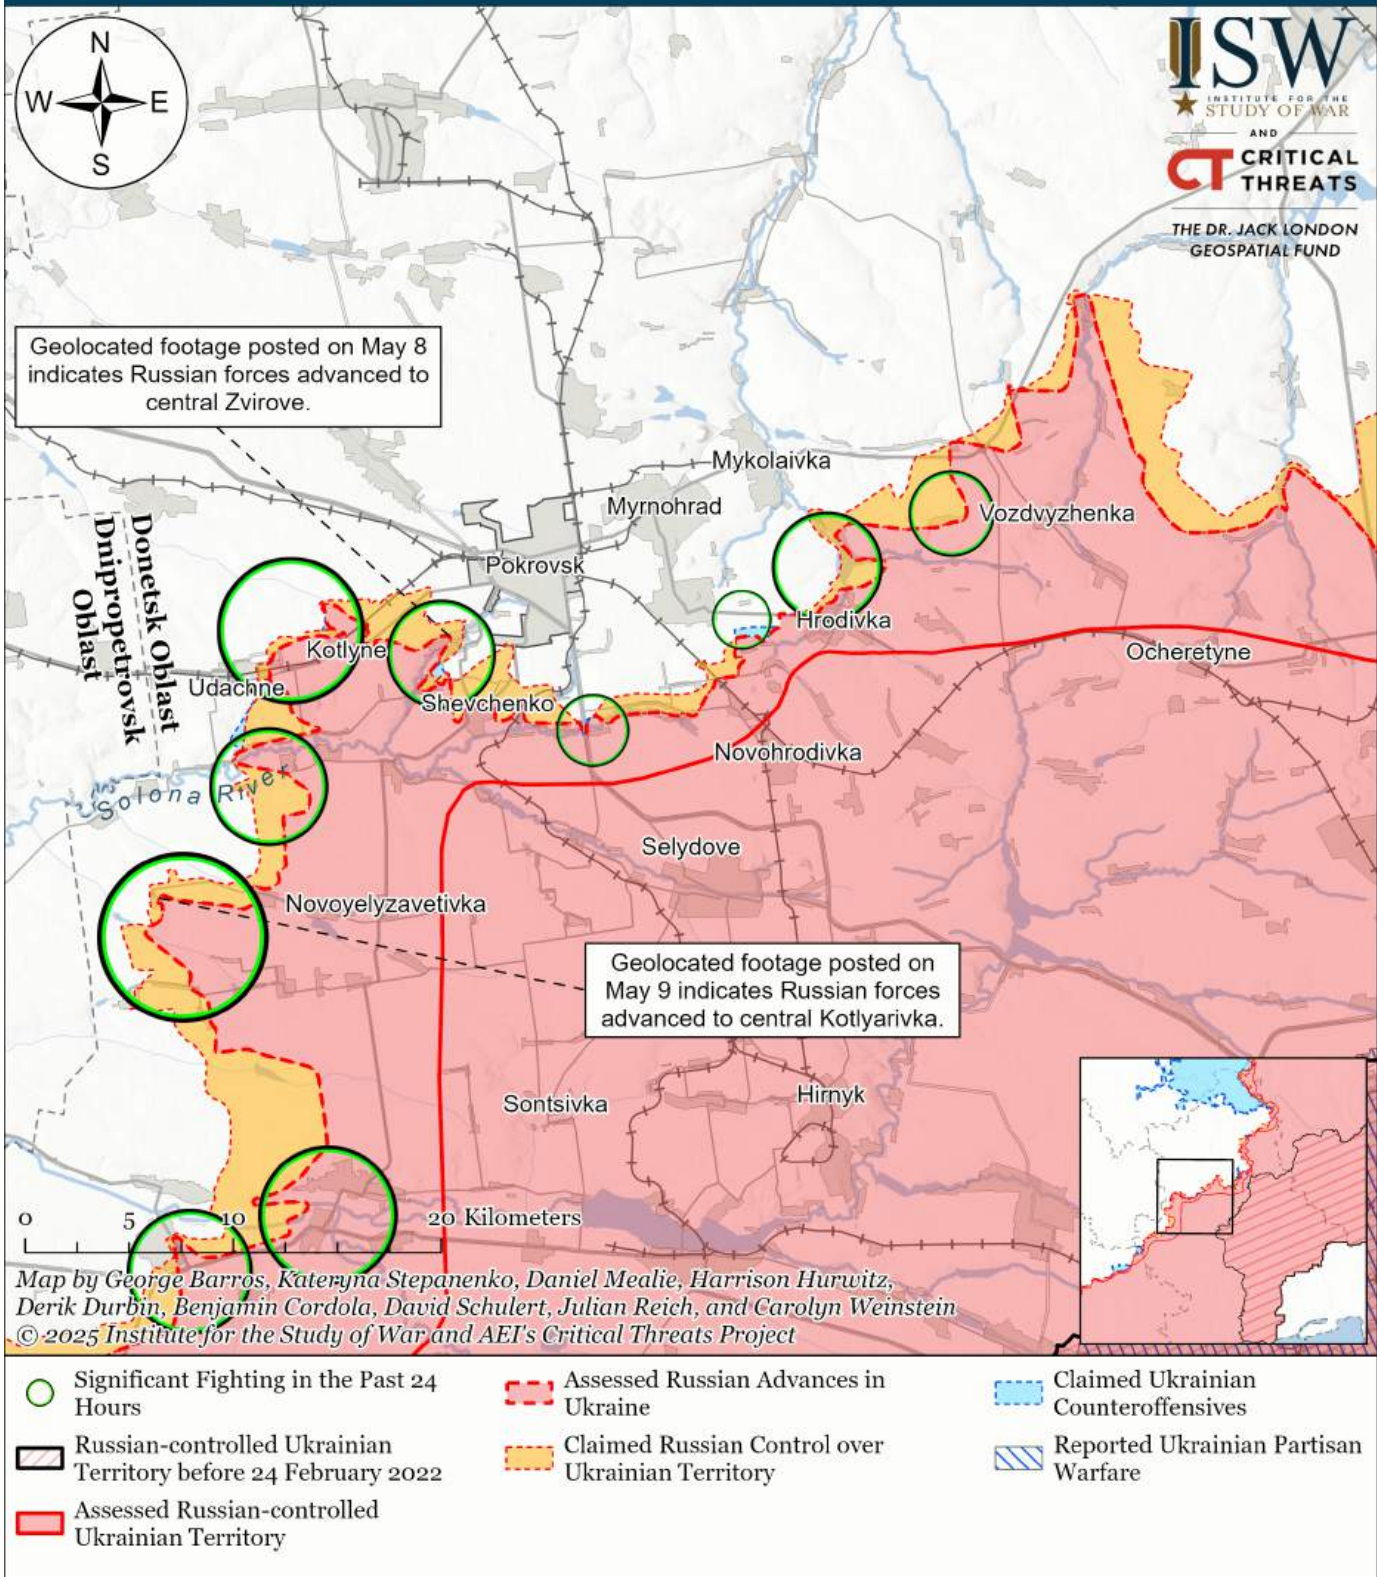 N
W
E
S
ISW
INSTITUTE FOR THE
STUDY OF WAR
AND
CT CRITICAL
THREATS
THE DR. JACK LONDON
GEOSPATIAL FUND
Geolocated footage posted on May 8
indicates Russian forces advanced to
central Zvirove.
Mykolaivka
Myrnohrad
Vozdvyzhenka
Pokrovsk
Donetsk Oblast
Dnipropetrovsk
Oblast
Hrodivka
Kotlyne
Ocheretyne
Udachne
Shevchenko
Novohrodivka
Solona River
Selydove
Novoyelyzavetivka
Geolocated footage posted on
May 9 indicates Russian forces
advanced to central Kotlyarivka.
Sontsivka
Hirnyk
0 5 10 20 Kilometers
Map by George Barros, Kateryna Stepanenko, Daniel Mealie, Harrison Hurwitz,
Derik Durbin, Benjamin Cordola, David Schulert, Julian Reich, and Carolyn Weinstein
© 2025 Institute for the Study of War and AEI's Critical Threats Project
Significant Fighting in the Past 24
Hours
Russian-controlled Ukrainian
Territory before 24 February 2022
Assessed Russian-controlled
Ukrainian Territory
Assessed Russian Advances in
Ukraine
Claimed Russian Control over
Ukrainian Territory
Claimed Ukrainian
Counteroffensives
Reported Ukrainian Partisan
Warfare